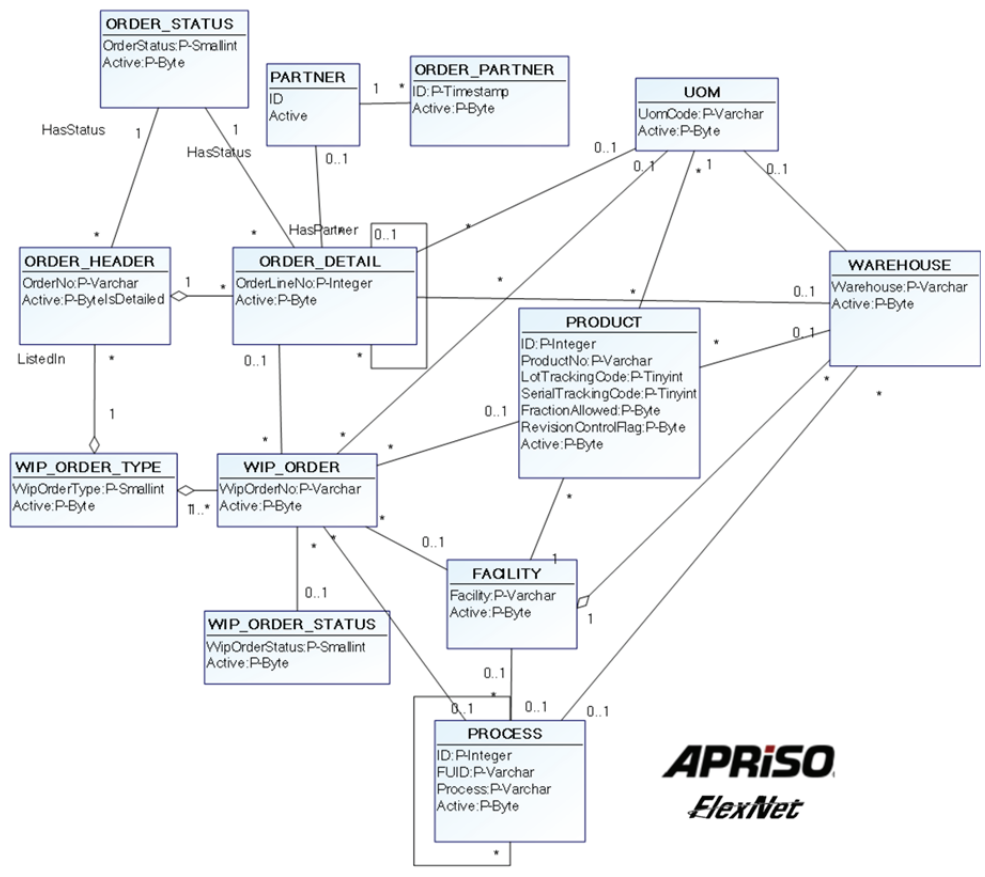 ORDER_STATUS
OrderStatus:P-Smallint
Active:P-Byte
PARTNER
ID
Active
1
*
ORDER_PARTNER
ID:P-Timestamp
Active:P-Byte
UOM
UomCode:P-Varchar
Active:P-Byte
HasStatus
1
1
HasStatus
0..1
0..1
0..1
*
1
0..1
*
*
HasPartner
*
0..1
*
ORDER_HEADER
OrderNo:P-Varchar
Active:P-ByteIsDetailed
1
*
ORDER_DETAIL
OrderLineNo:P-Integer
Active:P-Byte
*
*
0..1
WAREHOUSE
Warehouse:P-Varchar
Active:P-Byte
ListedIn
*
0..1
*
PRODUCT
ID:P-Integer
ProductNo:P-Varchar
LotTrackingCode:P-Tinyint
SerialTrackingCode:P-Tinyint
FractionAllowed:P-Byte
RevisionControlFlag:P-Byte
Active:P-Byte
*
0..1
*
*
1
*
*
*
0..1
WIP_ORDER_TYPE
WipOrderType:P-Smallint
Active:P-Byte
1
1..*
WIP_ORDER
WipOrderNo:P-Varchar
Active:P-Byte
*
*
*
*
0..1
1
FACILITY
Facility:P-Varchar
Active:P-Byte
1
0..1
WIP_ORDER_STATUS
WipOrderStatus:P-Smallint
Active:P-Byte
0..1
*
0..1
0..1
0..1
PROCESS
ID:P-Integer
FUID:P-Varchar
Process:P-Varchar
Active:P-Byte
*
APRiSO
FlexNet